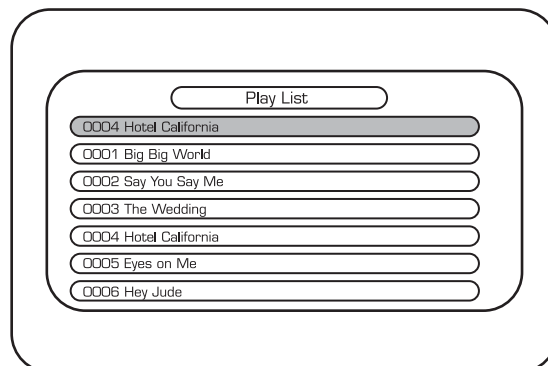 Play List
0004 Hotel California
0001 Big Big World
0002 Say You Say Me
0003 The Wedding
0004 Hotel California
0005 Eyes on Me
0006 Hey Jude